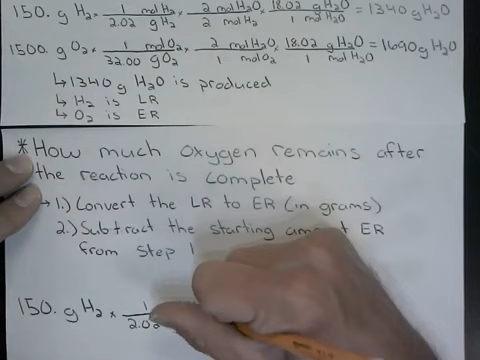 150. g H₂ × 1 mol H₂ / 2.02 g H₂ × 2 mol H₂O / 2 mol H₂ × 18.02 g H₂O / 1 mol H₂O = 1340 g H₂O
1500. g O₂ × 1 mol O₂ / 32.00 g O₂ × 2 mol H₂O / 1 mol O₂ × 18.02 g H₂O / 1 mol H₂O = 1690 g H₂O
↳ 1340 g H₂O is produced
↳ H₂ is LR
↳ O₂ is ER
* How much oxygen remains after
the reaction is complete
→ 1.) Convert the LR to ER (in grams)
2.) Subtract the starting ER
from Step 1
150. g H₂ × 1 / 2.0